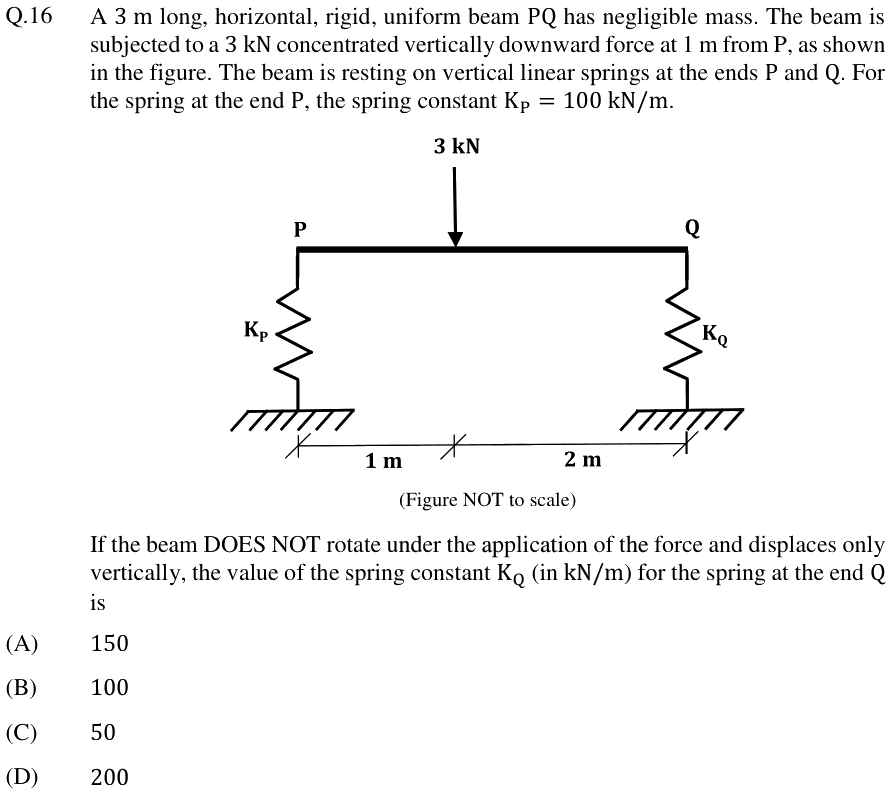 Q.16 A 3 m long, horizontal, rigid, uniform beam PQ has negligible mass. The beam is
subjected to a 3 kN concentrated vertically downward force at 1 m from P, as shown
in the figure. The beam is resting on vertical linear springs at the ends P and Q. For
the spring at the end P, the spring constant K_P = 100 kN/m.
3 kN
P
Q
K_P
K_Q
1 m
2 m
(Figure NOT to scale)
If the beam DOES NOT rotate under the application of the force and displaces only
vertically, the value of the spring constant K_Q (in kN/m) for the spring at the end Q
is
(A) 150
(B) 100
(C) 50
(D) 200